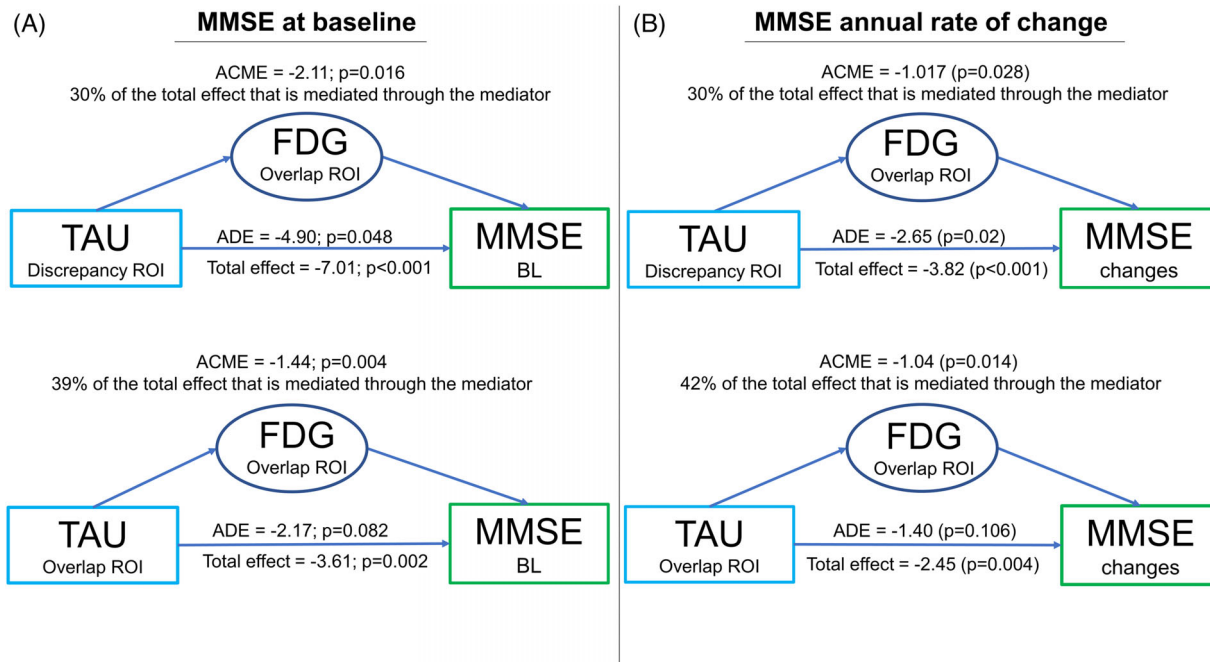 (A)
MMSE at baseline
ACME = -2.11; p=0.016
30% of the total effect that is mediated through the mediator
FDG
Overlap ROI
TAU
Discrepancy ROI
ADE = -4.90; p=0.048
Total effect = -7.01; p<0.001
MMSE
BL
ACME = -1.44; p=0.004
39% of the total effect that is mediated through the mediator
FDG
Overlap ROI
TAU
Overlap ROI
ADE = -2.17; p=0.082
Total effect = -3.61; p=0.002
MMSE
BL
(B)
MMSE annual rate of change
ACME = -1.017 (p=0.028)
30% of the total effect that is mediated through the mediator
FDG
Overlap ROI
TAU
Discrepancy ROI
ADE = -2.65 (p=0.02)
Total effect = -3.82 (p<0.001)
MMSE
changes
ACME = -1.04 (p=0.014)
42% of the total effect that is mediated through the mediator
FDG
Overlap ROI
TAU
Overlap ROI
ADE = -1.40 (p=0.106)
Total effect = -2.45 (p=0.004)
MMSE
changes